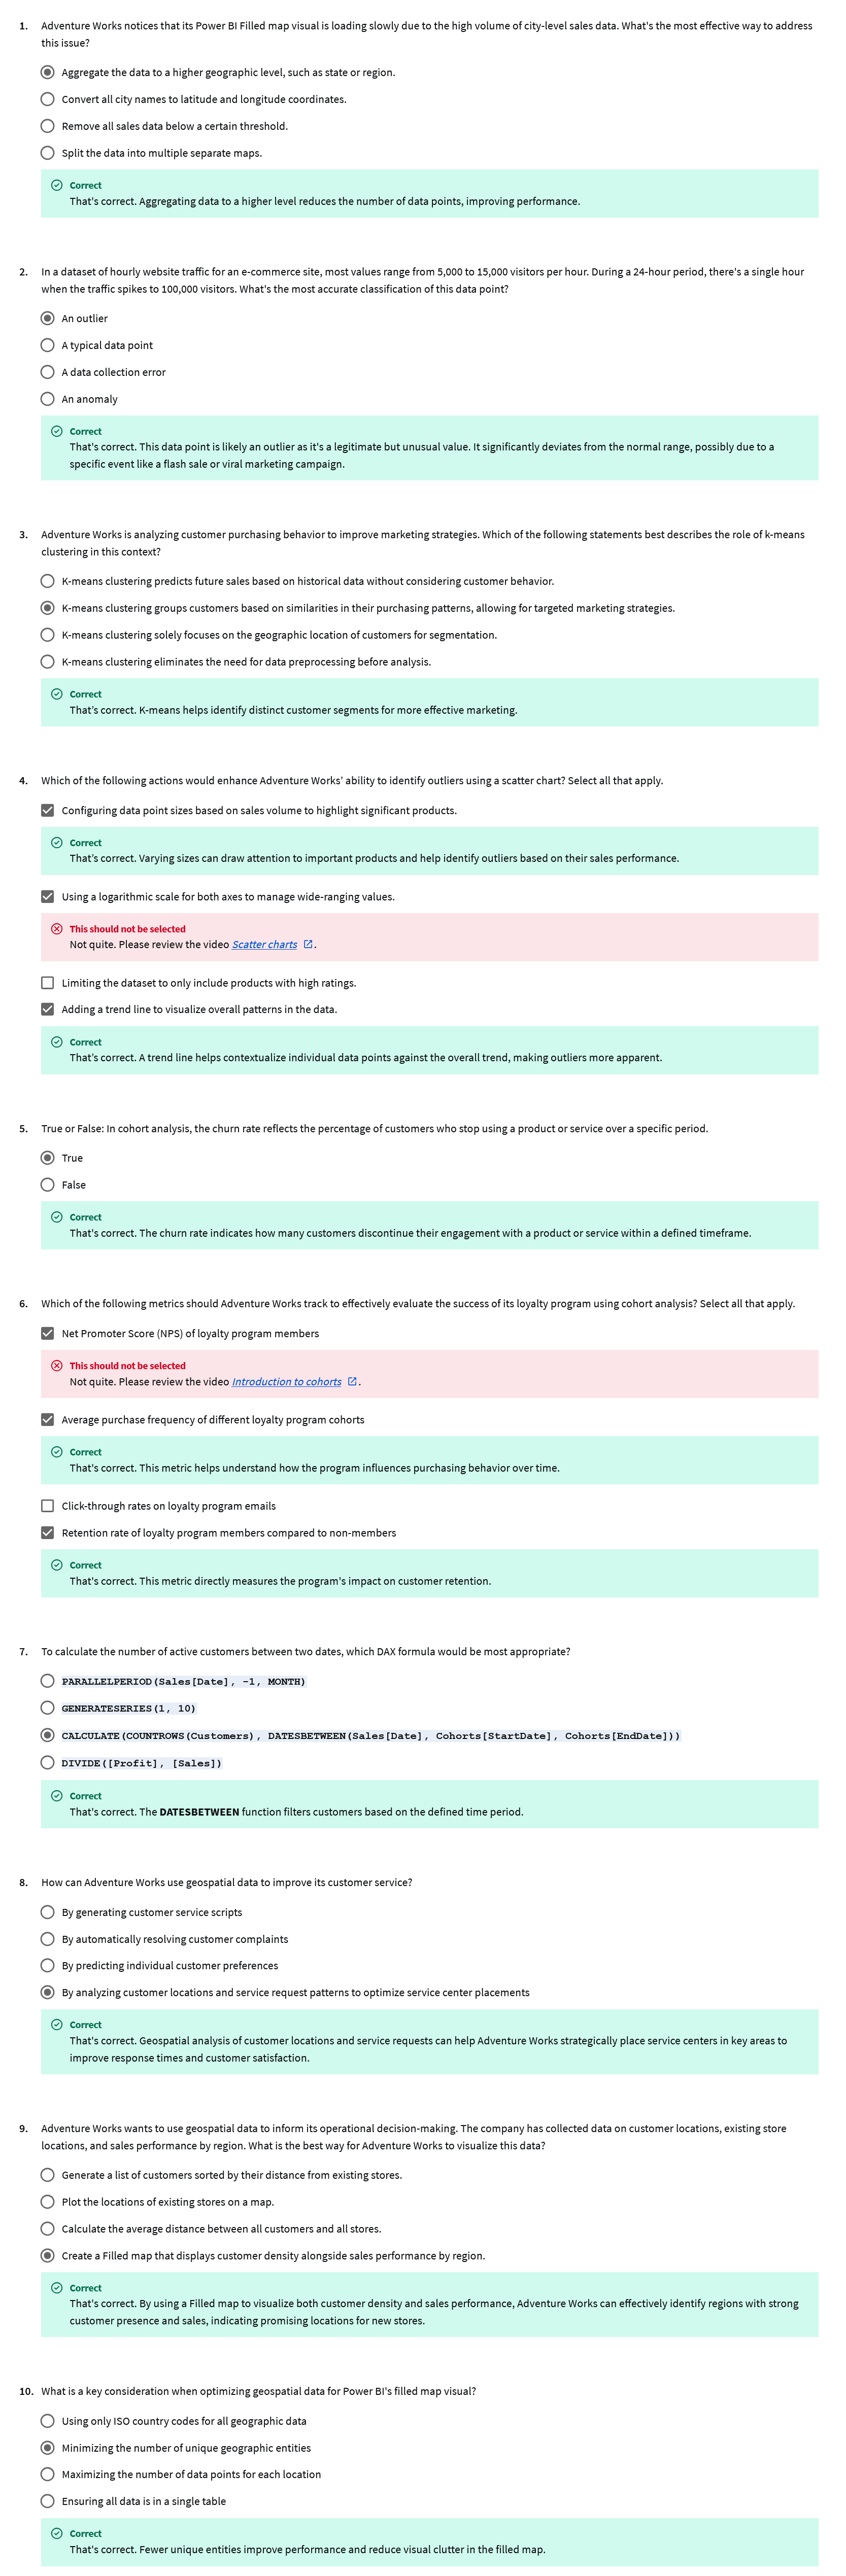 1. Adventure Works notices that its Power BI Filled map visual is loading slowly due to the high volume of city-level sales data. What's the most effective way to address
this issue?
Aggregate the data to a higher geographic level, such as state or region.
Convert all city names to latitude and longitude coordinates.
Remove all sales data below a certain threshold.
Split the data into multiple separate maps.
Correct
That's correct. Aggregating data to a higher level reduces the number of data points, improving performance.
2. In a dataset of hourly website traffic for an e-commerce site, most values range from 5,000 to 15,000 visitors per hour. During a 24-hour period, there's a single hour
when the traffic spikes to 100,000 visitors. What's the most accurate classification of this data point?
An outlier
A typical data point
A data collection error
An anomaly
Correct
That's correct. This data point is likely an outlier as it's a legitimate but unusual value. It significantly deviates from the normal range, possibly due to a
specific event like a flash sale or viral marketing campaign.
3. Adventure Works is analyzing customer purchasing behavior to improve marketing strategies. Which of the following statements best describes the role of k-means
clustering in this context?
K-means clustering predicts future sales based on historical data without considering customer behavior.
K-means clustering groups customers based on similarities in their purchasing patterns, allowing for targeted marketing strategies.
K-means clustering solely focuses on the geographic location of customers for segmentation.
K-means clustering eliminates the need for data preprocessing before analysis.
Correct
That's correct. K-means helps identify distinct customer segments for more effective marketing.
4. Which of the following actions would enhance Adventure Works' ability to identify outliers using a scatter chart? Select all that apply.
Configuring data point sizes based on sales volume to highlight significant products.
Correct
That's correct. Varying sizes can draw attention to important products and help identify outliers based on their sales performance.
Using a logarithmic scale for both axes to manage wide-ranging values.
This should not be selected
Not quite. Please review the video Scatter charts .
Limiting the dataset to only include products with high ratings.
Adding a trend line to visualize overall patterns in the data.
Correct
That's correct. A trend line helps contextualize individual data points against the overall trend, making outliers more apparent.
5. True or False: In cohort analysis, the churn rate reflects the percentage of customers who stop using a product or service over a specific period.
True
False
Correct
That's correct. The churn rate indicates how many customers discontinue their engagement with a product or service within a defined timeframe.
6. Which of the following metrics should Adventure Works track to effectively evaluate the success of its loyalty program using cohort analysis? Select all that apply.
Net Promoter Score (NPS) of loyalty program members
This should not be selected
Not quite. Please review the video Introduction to cohorts .
Average purchase frequency of different loyalty program cohorts
Correct
That's correct. This metric helps understand how the program influences purchasing behavior over time.
Click-through rates on loyalty program emails
Retention rate of loyalty program members compared to non-members
Correct
That's correct. This metric directly measures the program's impact on customer retention.
7. To calculate the number of active customers between two dates, which DAX formula would be most appropriate?
PARALLELPERIOD(Sales[Date], -1, MONTH)
GENERATESERIES(1, 10)
CALCULATE(COUNTROWS(Customers), DATESBETWEEN(Sales[Date], Cohorts[StartDate], Cohorts[EndDate]))
DIVIDE([Profit], [Sales])
Correct
That's correct. The DATESBETWEEN function filters customers based on the defined time period.
8. How can Adventure Works use geospatial data to improve its customer service?
By generating customer service scripts
By automatically resolving customer complaints
By predicting individual customer preferences
By analyzing customer locations and service request patterns to optimize service center placements
Correct
That's correct. Geospatial analysis of customer locations and service requests can help Adventure Works strategically place service centers in key areas to
improve response times and customer satisfaction.
9. Adventure Works wants to use geospatial data to inform its operational decision-making. The company has collected data on customer locations, existing store
locations, and sales performance by region. What is the best way for Adventure Works to visualize this data?
Generate a list of customers sorted by their distance from existing stores.
Plot the locations of existing stores on a map.
Calculate the average distance between all customers and all stores.
Create a Filled map that displays customer density alongside sales performance by region.
Correct
That's correct. By using a Filled map to visualize both customer density and sales performance, Adventure Works can effectively identify regions with strong
customer presence and sales, indicating promising locations for new stores.
10. What is a key consideration when optimizing geospatial data for Power BI's filled map visual?
Using only ISO country codes for all geographic data
Minimizing the number of unique geographic entities
Maximizing the number of data points for each location
Ensuring all data is in a single table
Correct
That's correct. Fewer unique entities improve performance and reduce visual clutter in the filled map.